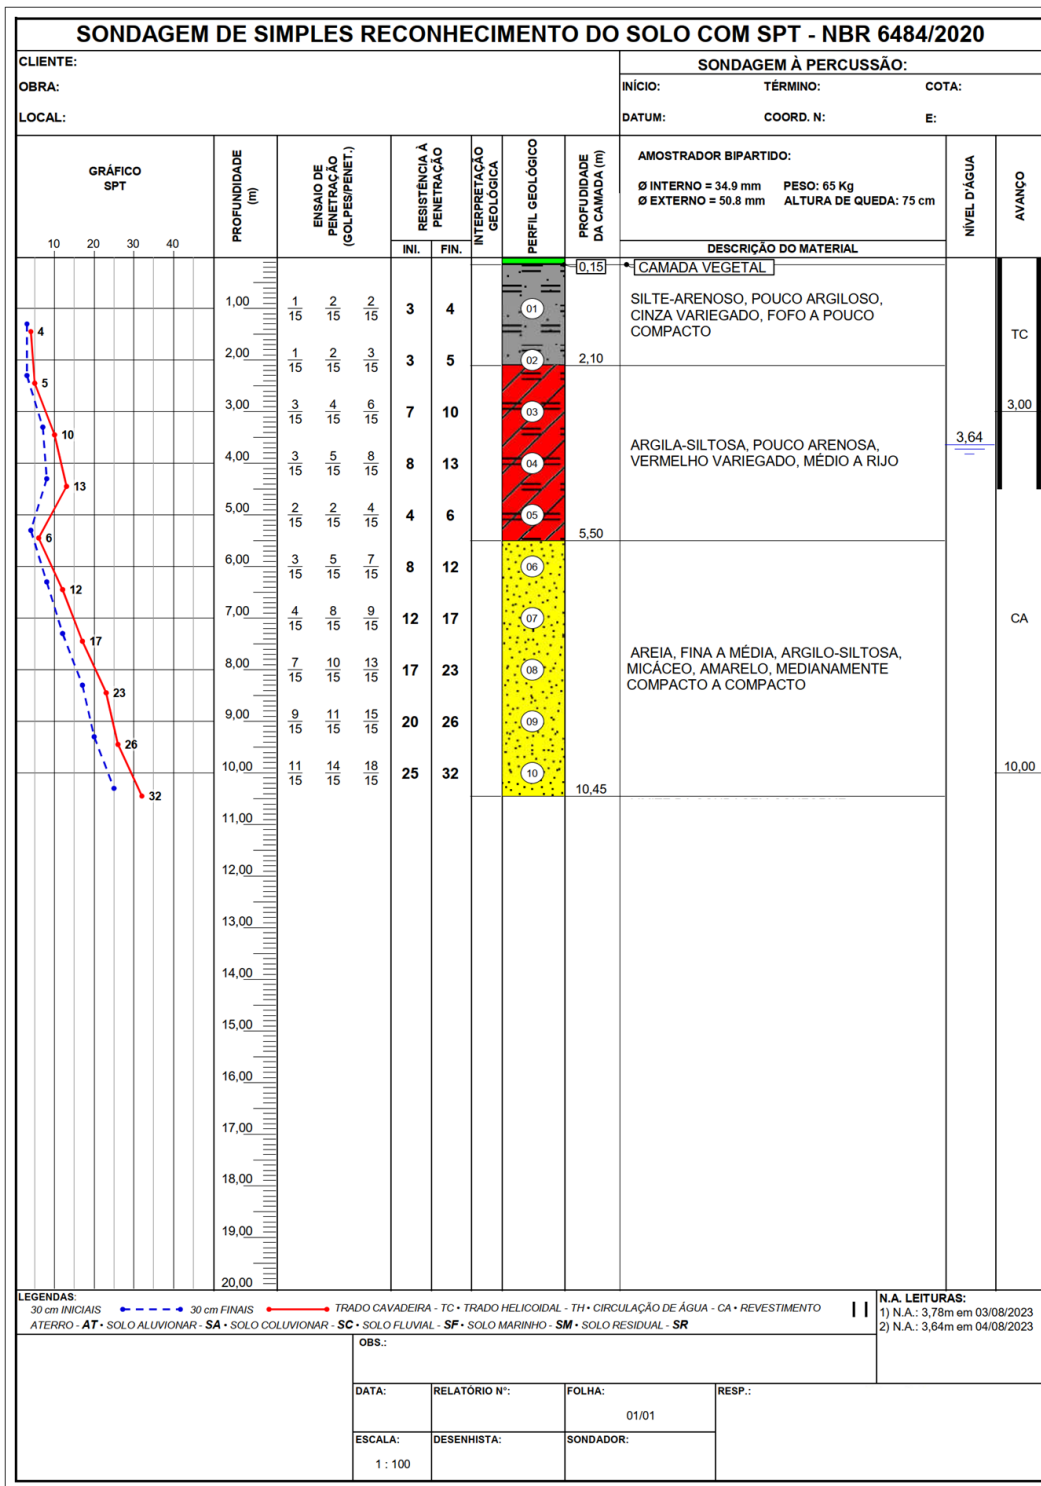 SONDAGEM DE SIMPLES RECONHECIMENTO DO SOLO COM SPT - NBR 6484/2020
CLIENTE:
OBRA:
LOCAL:
SONDAGEM À PERCUSSÃO:
INÍCIO: TÉRMINO: COTA:
DATUM: COORD. N: E:
GRÁFICO
SPT
10 20 30 40
PROFUNDIDADE
(m)
ENSAIO DE
PENETRAÇÃO
(GOLPES/PENET.)
RESISTÊNCIA À
PENETRAÇÃO
INI. FIN.
INTERPRETAÇÃO
GEOLÓGICA
PERFIL GEOLÓGICO
PROFUDIDADE
DA CAMADA (m)
AMOSTRADOR BIPARTIDO:
Ø INTERNO = 34.9 mm PESO: 65 Kg
Ø EXTERNO = 50.8 mm ALTURA DE QUEDA: 75 cm
DESCRIÇÃO DO MATERIAL
NÍVEL D'ÁGUA
AVANÇO
0,15 CAMADA VEGETAL
1,00 1/15 2/15 2/15 3 4 01
SILTE-ARENOSO, POUCO ARGILOSO,
CINZA VARIEGADO, FOFO A POUCO
COMPACTO
TC
4
2,00 1/15 2/15 3/15 3 5 02 2,10
5
3,00 3/15 4/15 6/15 7 10 03 3,00
10
3,64
ARGILA-SILTOSA, POUCO ARENOSA,
VERMELHO VARIEGADO, MÉDIO A RIJO
4,00 3/15 5/15 8/15 8 13 04
13
5,00 2/15 2/15 4/15 4 6 05
6
5,50
6,00 3/15 5/15 7/15 8 12 06
12
7,00 4/15 8/15 9/15 12 17 07 CA
17
AREIA, FINA A MÉDIA, ARGILO-SILTOSA,
MICÁCEO, AMARELO, MEDIANAMENTE
COMPACTO A COMPACTO
8,00 7/15 10/15 13/15 17 23 08
23
9,00 9/15 11/15 15/15 20 26 09
26
10,00 11/15 14/15 18/15 25 32 10 10,00
32
10,45
11,00
12,00
13,00
14,00
15,00
16,00
17,00
18,00
19,00
20,00
LEGENDAS:
30 cm INICIAIS 30 cm FINAIS TRADO CAVADEIRA - TC • TRADO HELICOIDAL - TH • CIRCULAÇÃO DE ÁGUA - CA • REVESTIMENTO
ATERRO - AT • SOLO ALUVIONAR - SA • SOLO COLUVIONAR - SC • SOLO FLUVIAL - SF • SOLO MARINHO - SM • SOLO RESIDUAL - SR
N.A. LEITURAS:
1) N.A.: 3,78m em 03/08/2023
2) N.A.: 3,64m em 04/08/2023
OBS.:
DATA: RELATÓRIO N°: FOLHA: RESP.:
01/01
ESCALA: DESENHISTA: SONDADOR:
1 : 100